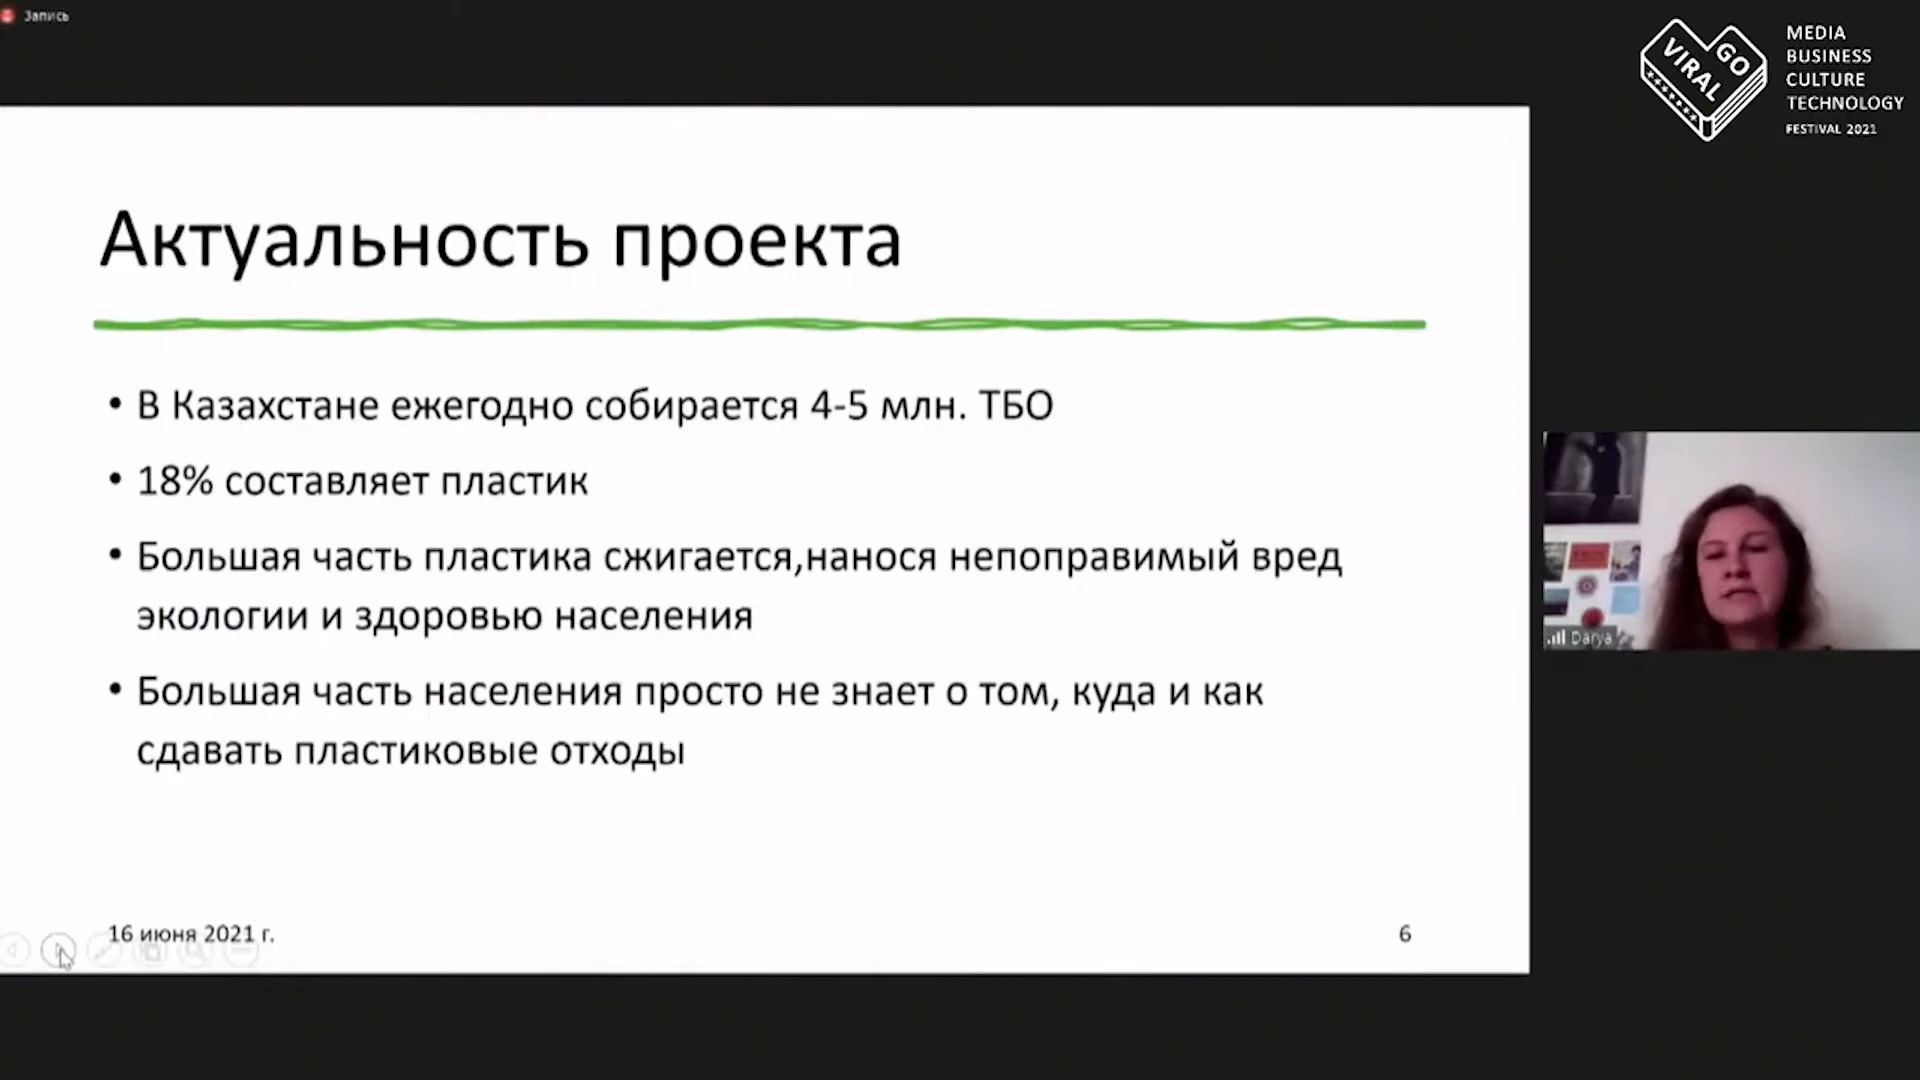 Запись
VIRAL GO
MEDIA
BUSINESS
CULTURE
TECHNOLOGY
FESTIVAL 2021
Актуальность проекта
• В Казахстане ежегодно собирается 4-5 млн. ТБО
• 18% составляет пластик
• Большая часть пластика сжигается,нанося непоправимый вред
экологии и здоровью населения
• Большая часть населения просто не знает о том, куда и как
сдавать пластиковые отходы
16 июня 2021 г.
6
Darya